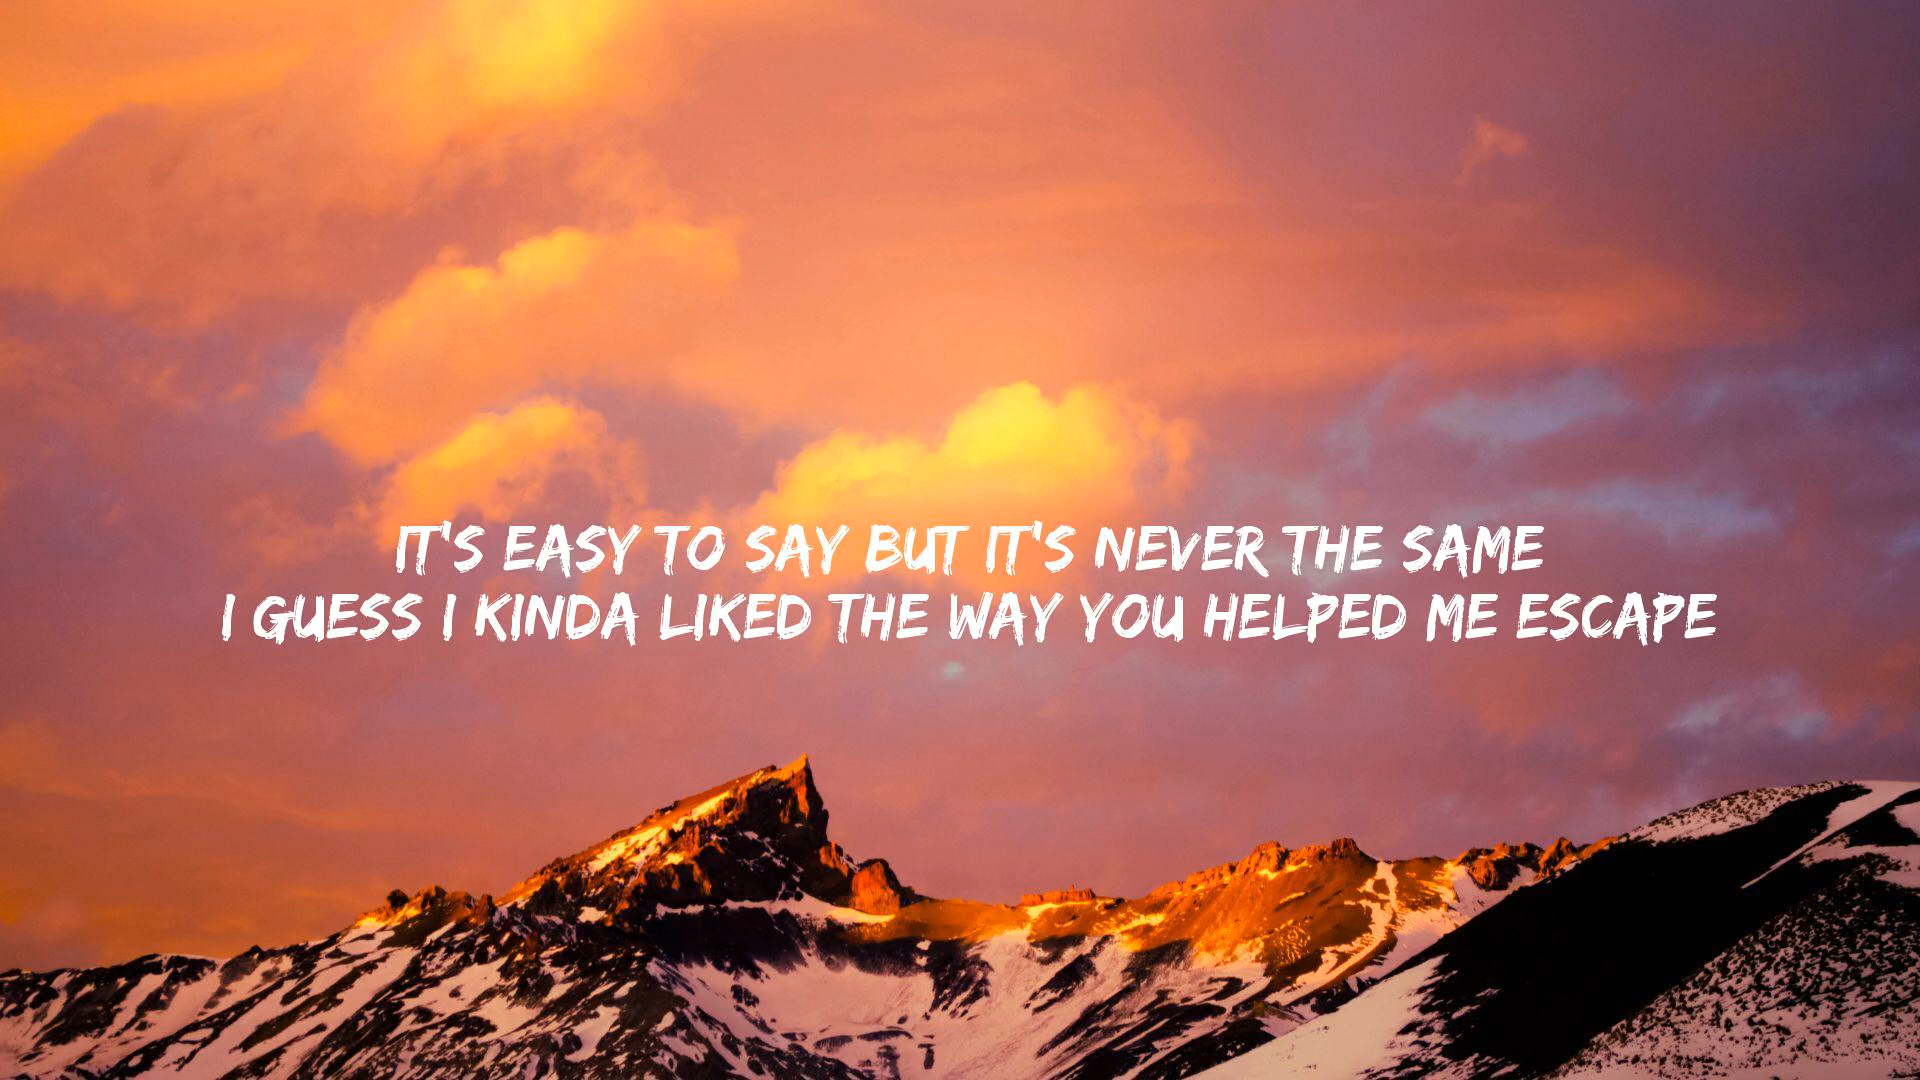 IT'S EASY TO SAY BUT IT'S NEVER THE SAME
I GUESS I KINDA LIKED THE WAY YOU HELPED ME ESCAPE